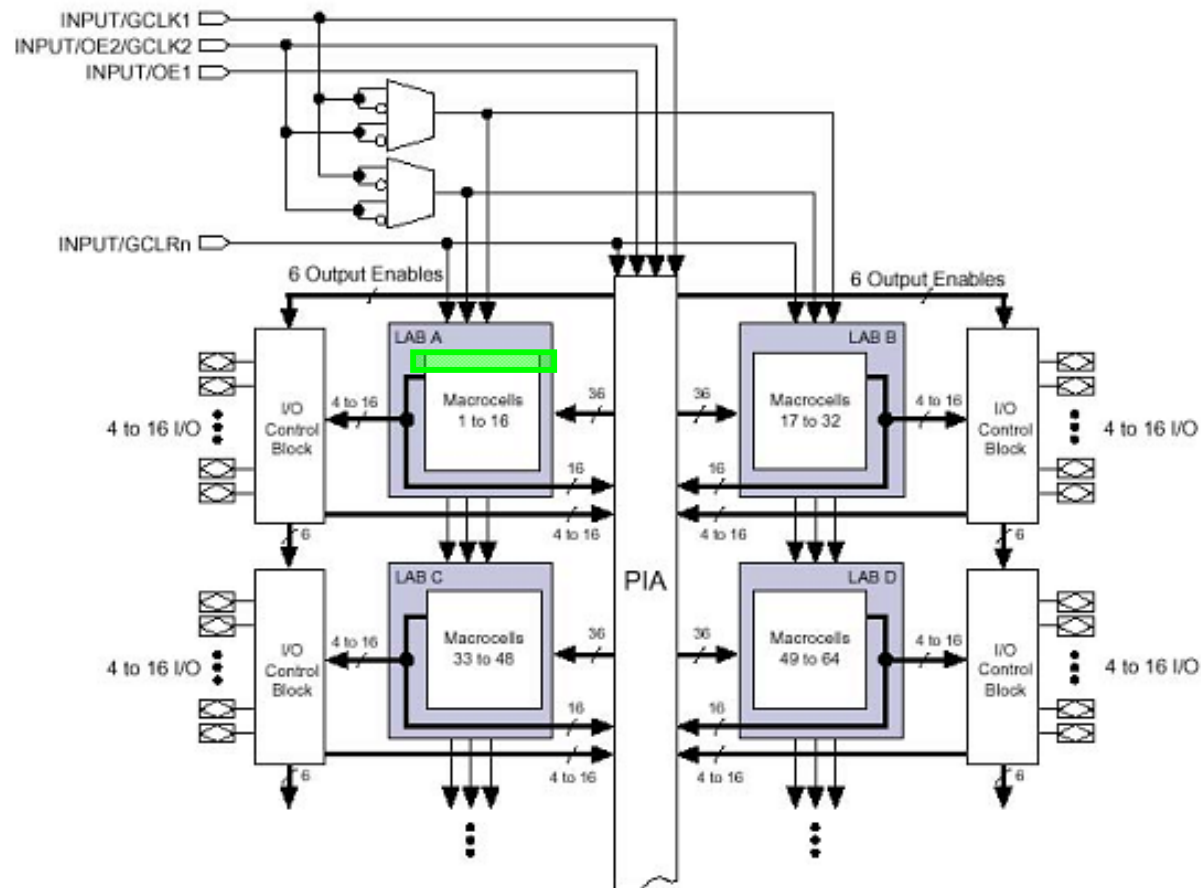 INPUT/GCLK1
INPUT/OE2/GCLK2
INPUT/OE1
INPUT/GCLRn
6 Output Enables
6 Output Enables
LAB A
LAB B
4 to 16 I/O
I/O
Control
Block
4 to 16
Macrocells
1 to 16
36
36
Macrocells
17 to 32
4 to 16
I/O
Control
Block
4 to 16 I/O
16
16
6
4 to 16
4 to 16
6
PIA
LAB C
LAB D
4 to 16 I/O
I/O
Control
Block
4 to 16
Macrocells
33 to 48
36
36
Macrocells
49 to 64
4 to 16
I/O
Control
Block
4 to 16 I/O
16
16
6
4 to 16
4 to 16
6